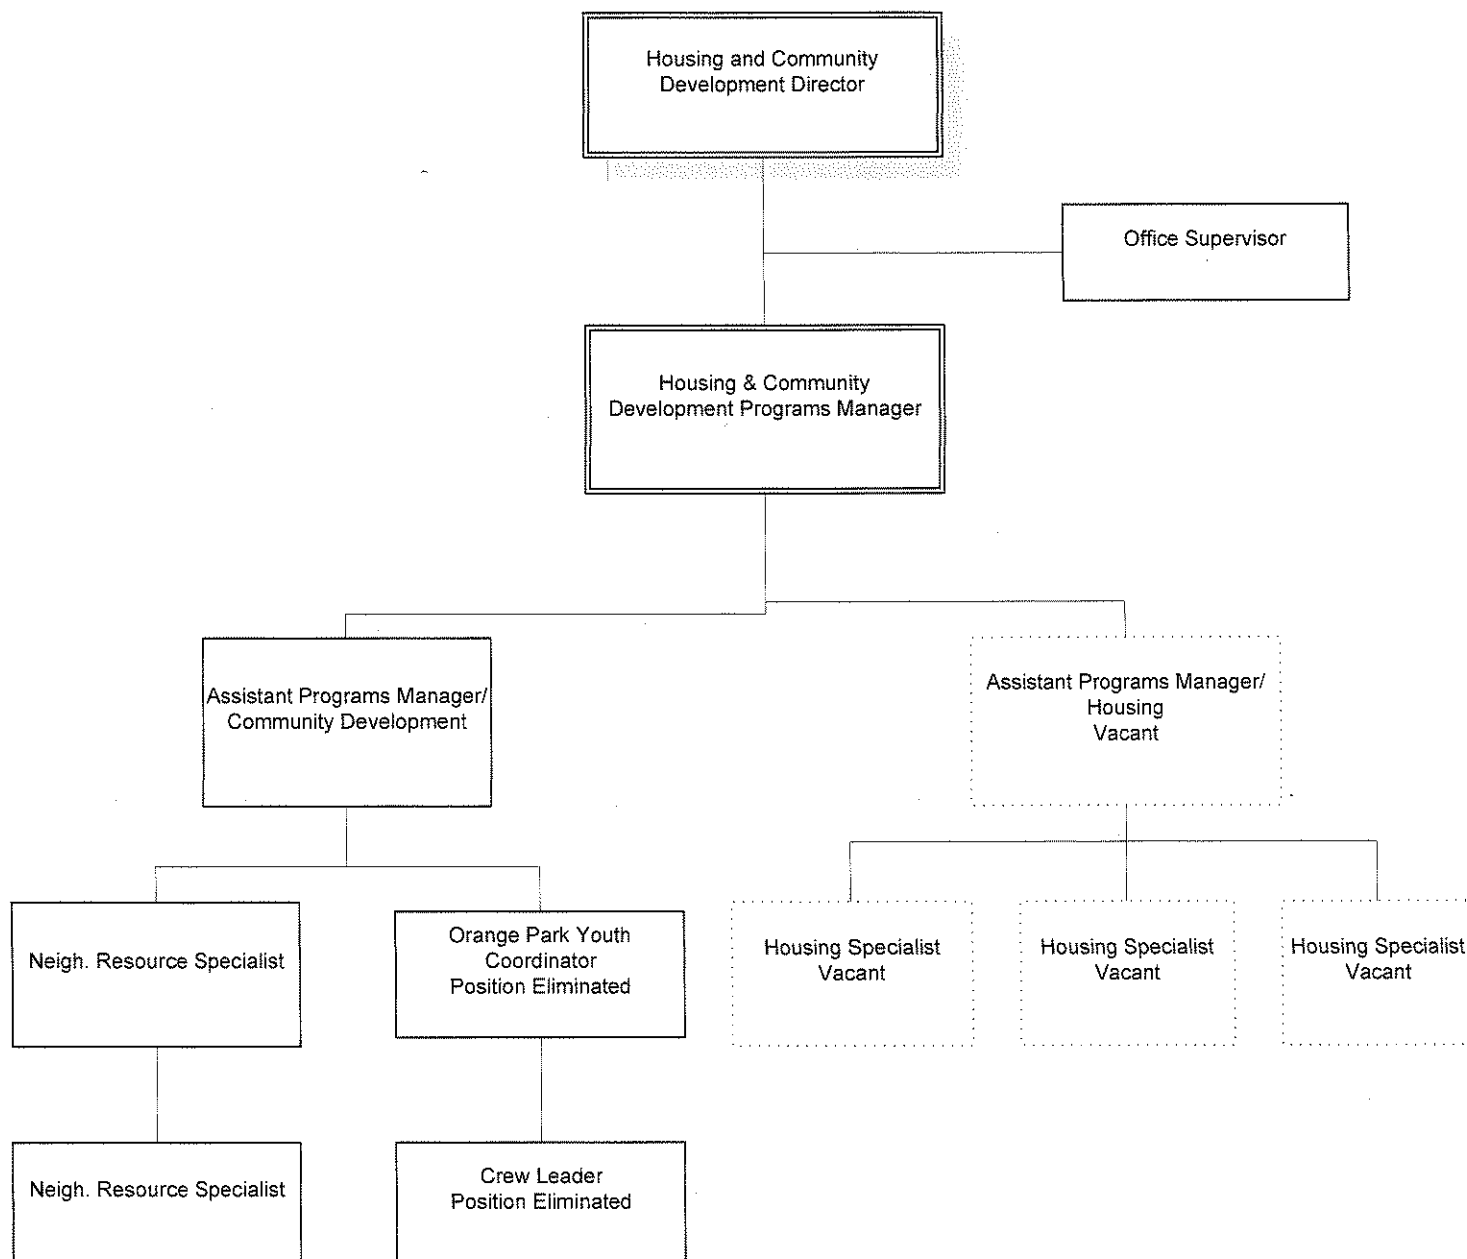 Housing and Community
Development Director
Office Supervisor
Housing & Community
Development Programs Manager
Assistant Programs Manager/
Community Development
Assistant Programs Manager/
Housing
Vacant
Neigh. Resource Specialist
Orange Park Youth
Coordinator
Position Eliminated
Housing Specialist
Vacant
Housing Specialist
Vacant
Housing Specialist
Vacant
Neigh. Resource Specialist
Crew Leader
Position Eliminated